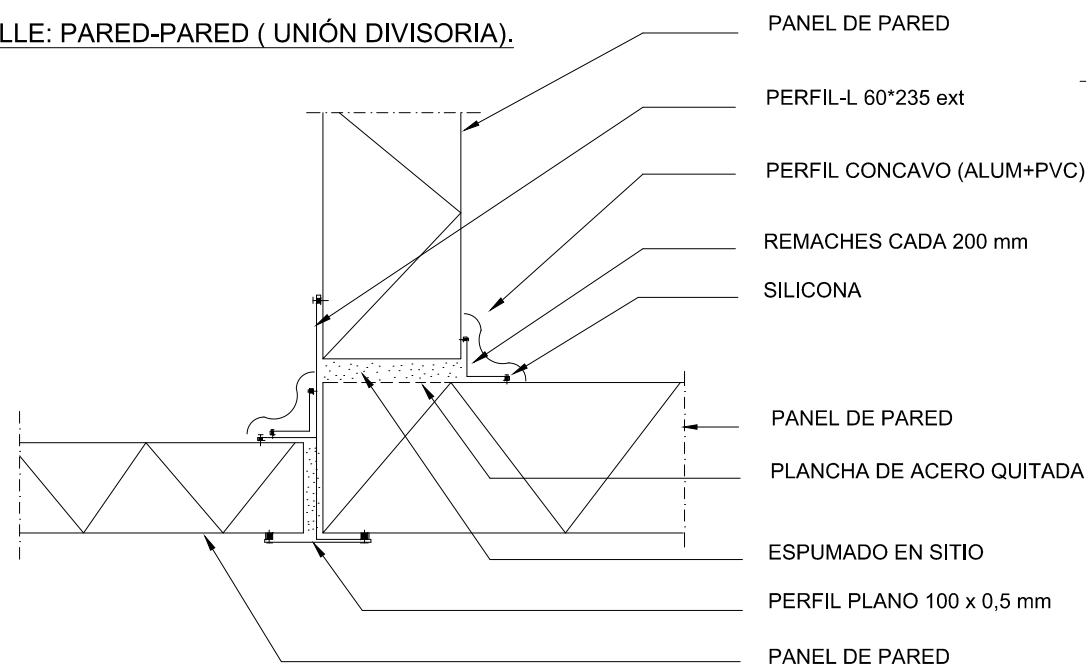 LLE: PARED-PARED ( UNIÓN DIVISORIA).
PANEL DE PARED
PERFIL-L 60*235 ext
PERFIL CONCAVO (ALUM+PVC)
REMACHES CADA 200 mm
SILICONA
PANEL DE PARED
PLANCHA DE ACERO QUITADA
ESPUMADO EN SITIO
PERFIL PLANO 100 x 0,5 mm
PANEL DE PARED